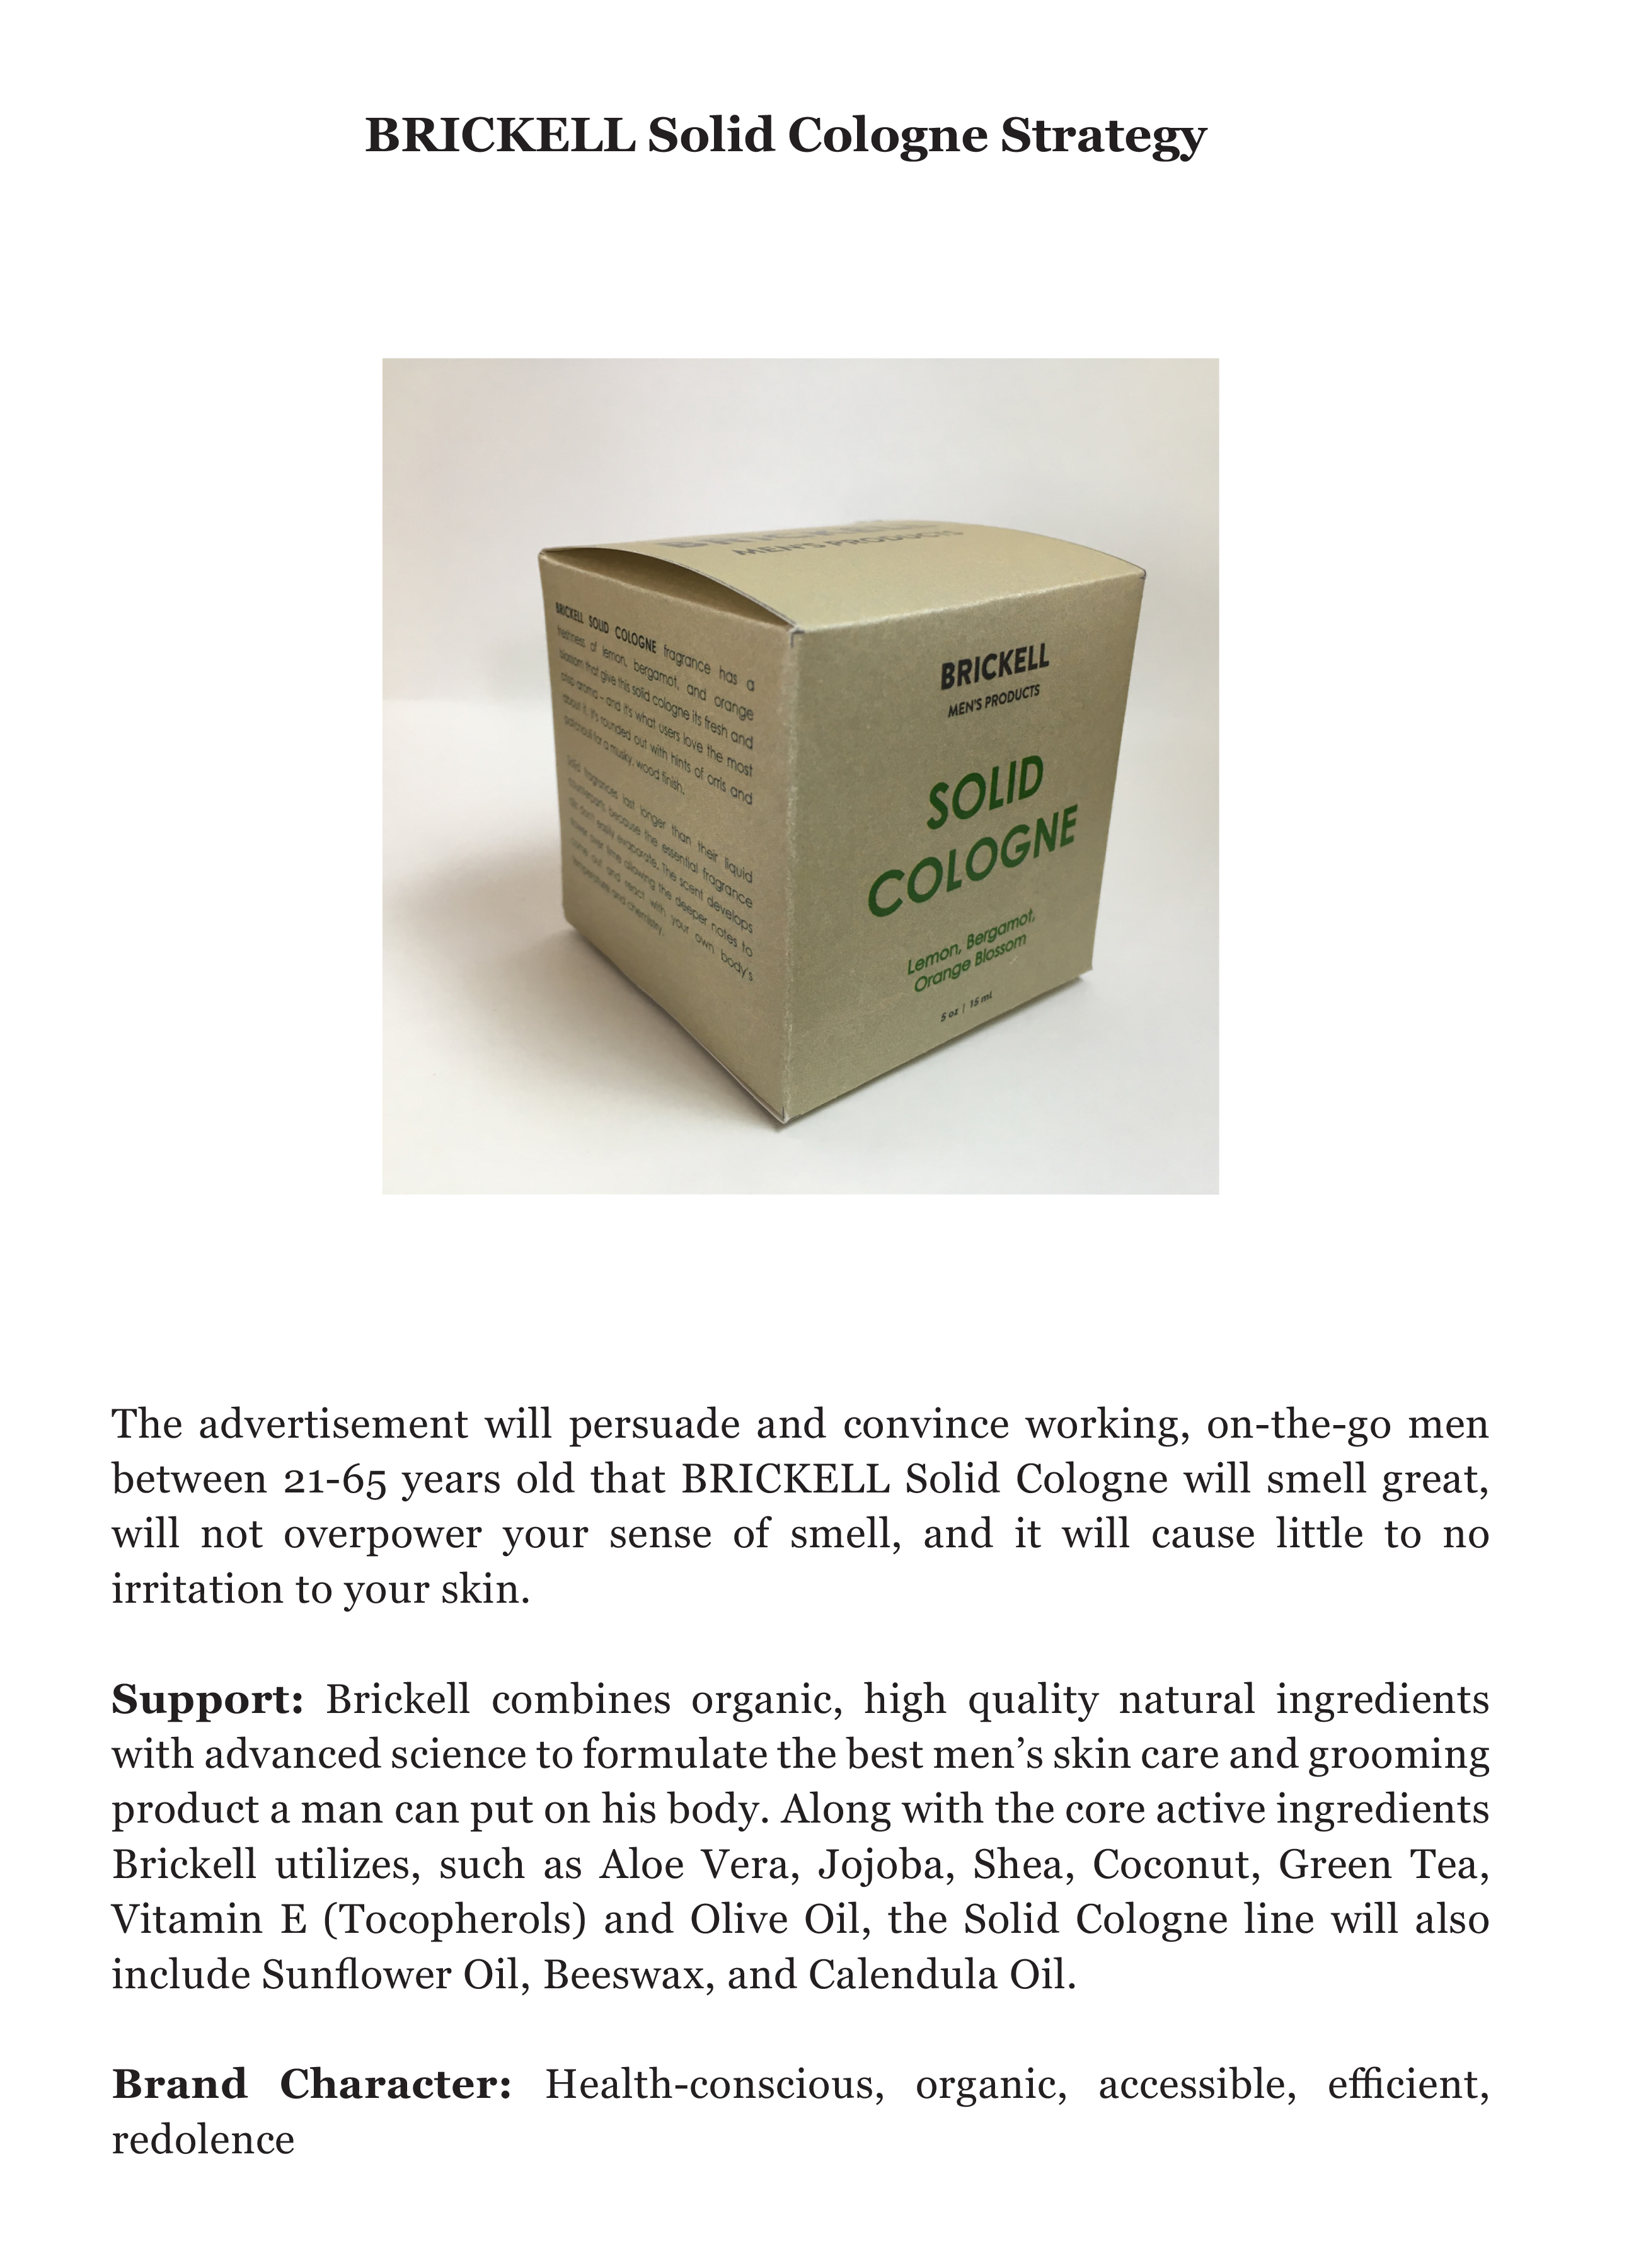 BRICKELL Solid Cologne Strategy
BRICKELL
MEN'S PRODUCTS
BRICKELL SOLID COLOGNE fragrance has a
freshness of lemon, bergamot, and orange
blossom that give this solid cologne its fresh and
crisp aroma – and it's what users love the most
about it. It's rounded out with hints of orris and
patchouli for a musky, wood finish.
Solid fragrances last longer than their liquid
counterparts because the essential fragrance
oils don't easily evaporate. The scent develops
slower over time allowing the deeper notes to
come out and react with your own body's
temperature and chemistry.
BRICKELL
MEN'S PRODUCTS
SOLID
COLOGNE
Lemon, Bergamot,
Orange Blossom
5 oz | 15 ml
The advertisement will persuade and convince working, on-the-go men
between 21-65 years old that BRICKELL Solid Cologne will smell great,
will not overpower your sense of smell, and it will cause little to no
irritation to your skin.
Support: Brickell combines organic, high quality natural ingredients
with advanced science to formulate the best men’s skin care and grooming
product a man can put on his body. Along with the core active ingredients
Brickell utilizes, such as Aloe Vera, Jojoba, Shea, Coconut, Green Tea,
Vitamin E (Tocopherols) and Olive Oil, the Solid Cologne line will also
include Sunflower Oil, Beeswax, and Calendula Oil.
Brand Character: Health-conscious, organic, accessible, efficient,
redolence